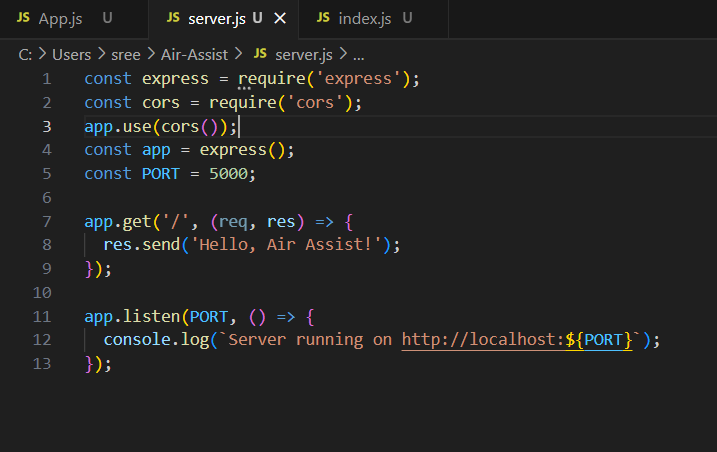 JS App.js U JS server.js U × JS index.js U
C: > Users > sree > Air-Assist > JS server.js > ...
1 const express = require('express');
2 const cors = require('cors');
3 app.use(cors());
4 const app = express();
5 const PORT = 5000;
6
7 app.get('/', (req, res) => {
8 res.send('Hello, Air Assist!');
9 });
10
11 app.listen(PORT, () => {
12 console.log(`Server running on http://localhost:${PORT}`);
13 });